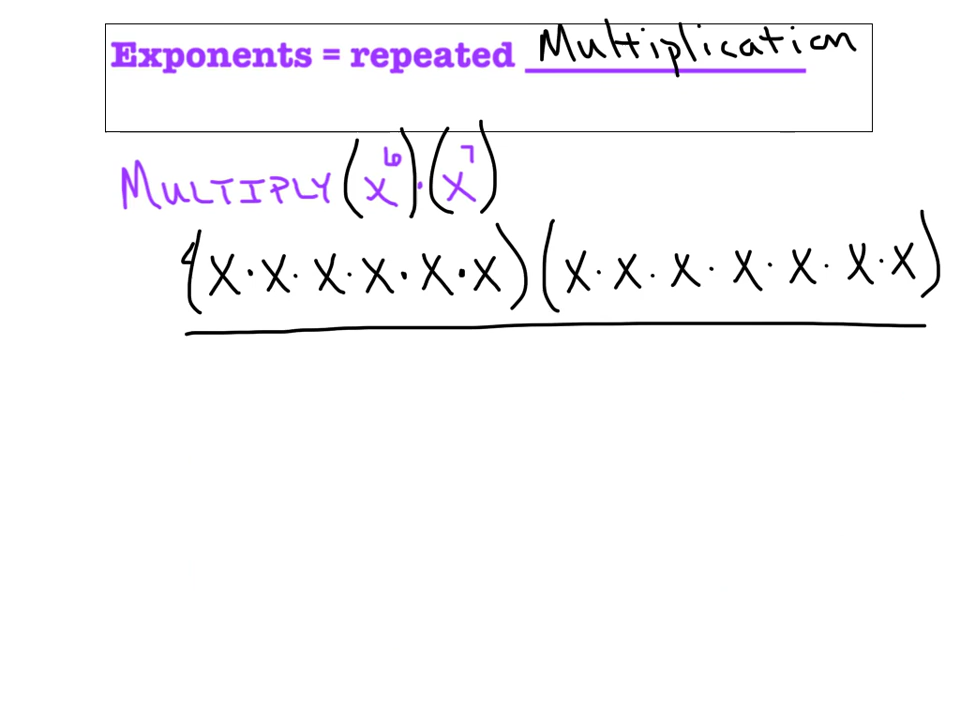 Exponents = repeated Multiplication
MULTIPLY (x⁶)·(x⁷)
(x·x·x·x·x·x)(x·x·x·x·x·x·x)